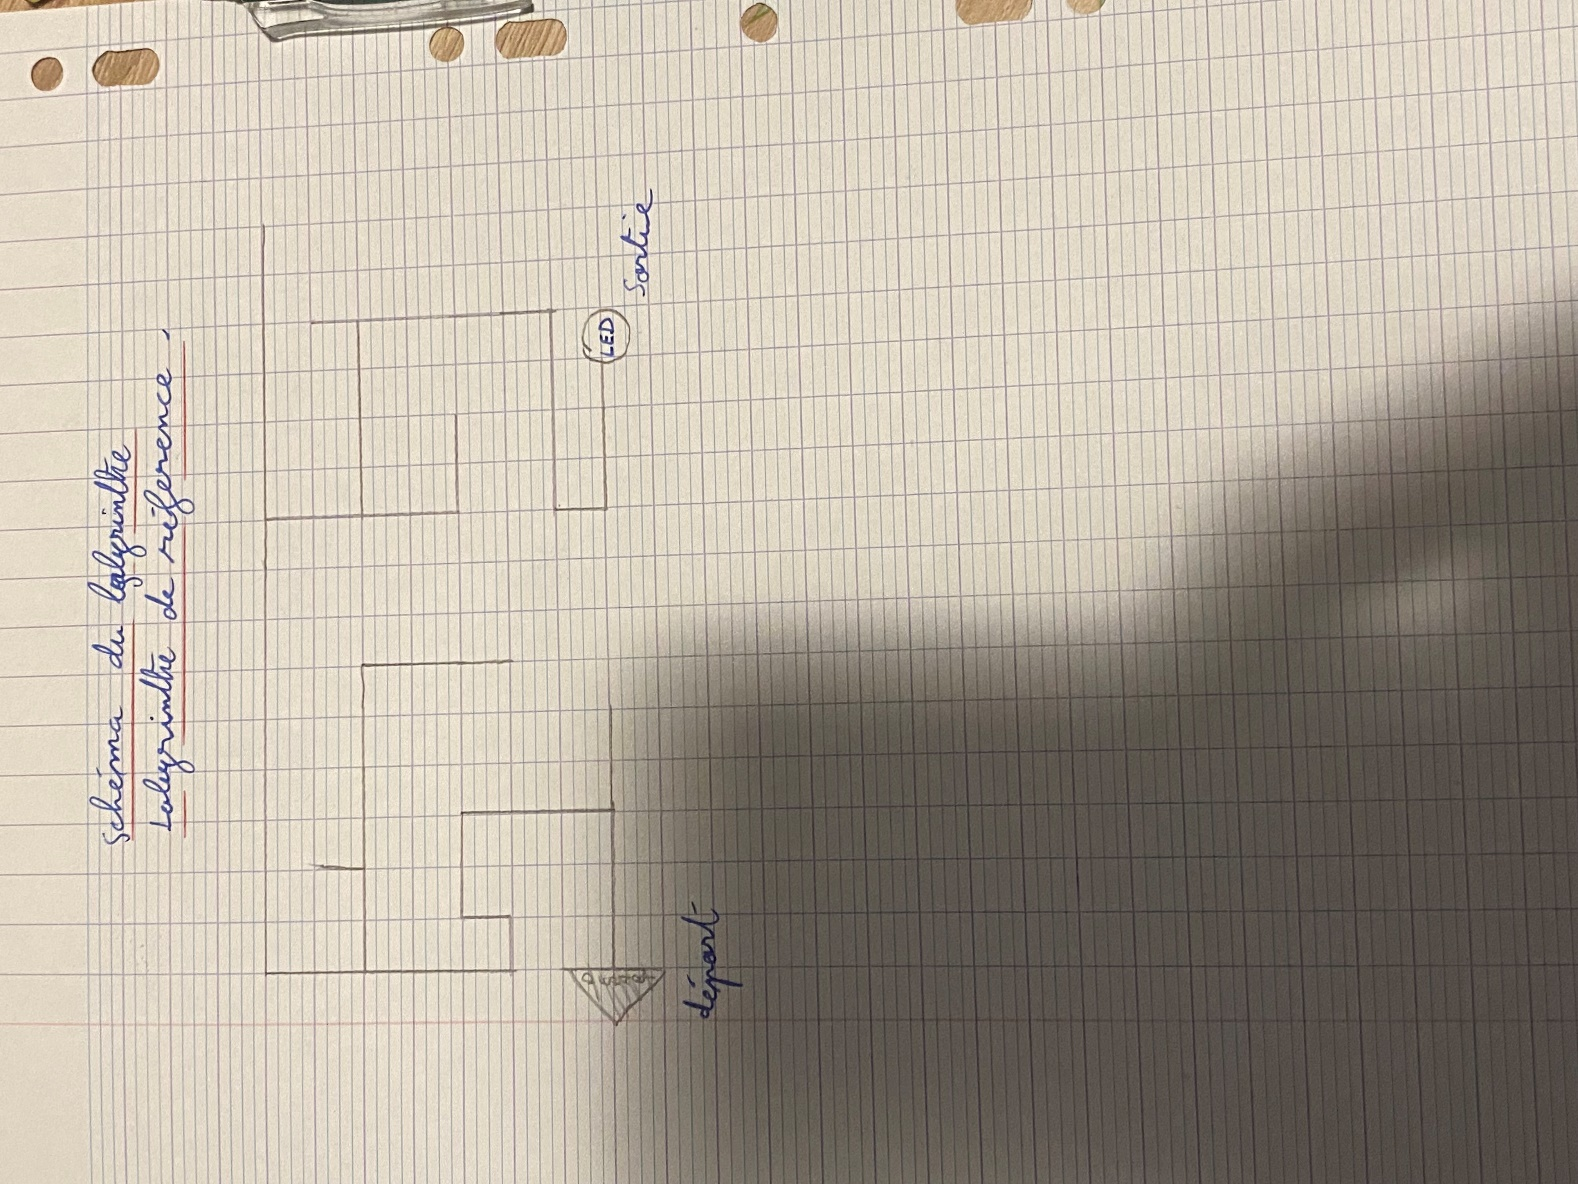 Schéma du labyrinthe
Labyrinthe de référence.
LED
Sortie
départ